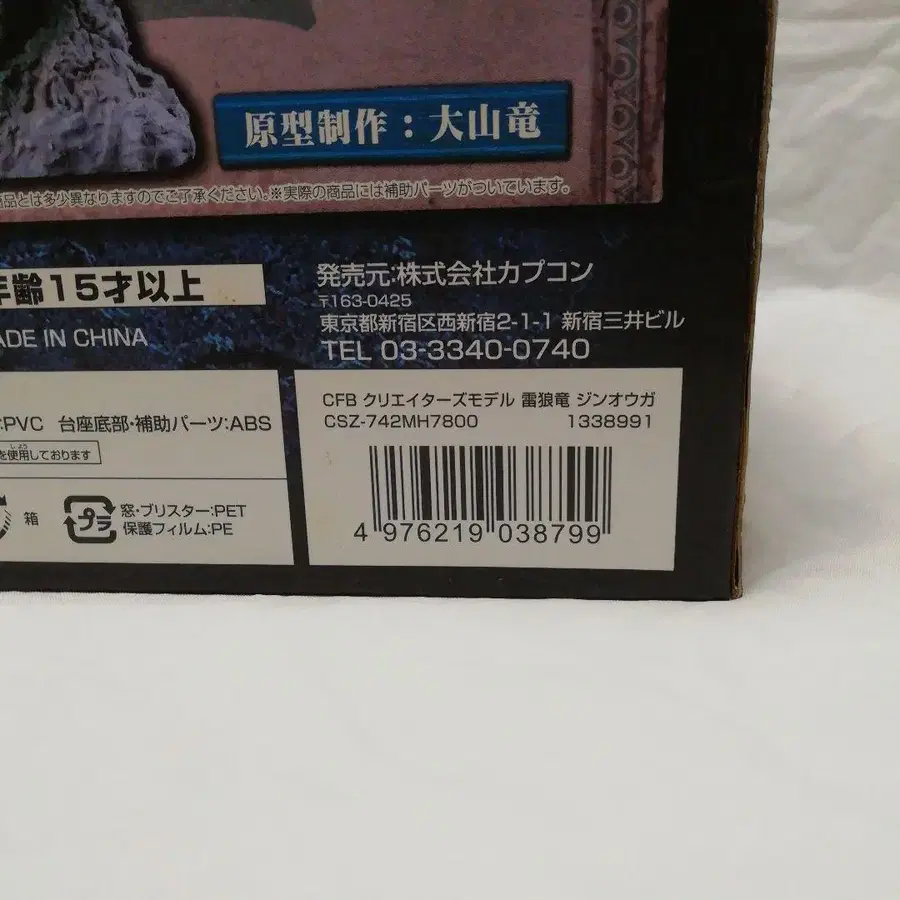 原型制作：大山竜
品とは多少異なりますのでご了承ください。※実際の商品には補助パーツがついています。
年齢15才以上
ADE IN CHINA
発売元:株式会社カプコン
〒163-0425
東京都新宿区西新宿2-1-1 新宿三井ビル
TEL 03-3340-0740
:PVC 台座底部・補助パーツ:ABS
を使用しております
箱
プラ
窓・ブリスター:PET
保護フィルム:PE
CFB クリエイターズモデル 雷狼竜 ジンオウガ
CSZ-742MH7800 1338991
4 976219 038799